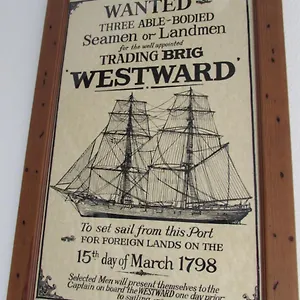 WANTED
THREE ABLE-BODIED
Seamen or Landmen
for the well appointed
TRADING BRIG
'WESTWARD'
To set sail from this Port
FOR FOREIGN LANDS ON THE
15th day of March 1798
Selected Men will present themselves to the
Captain on board the WESTWARD one day prior
to sailing